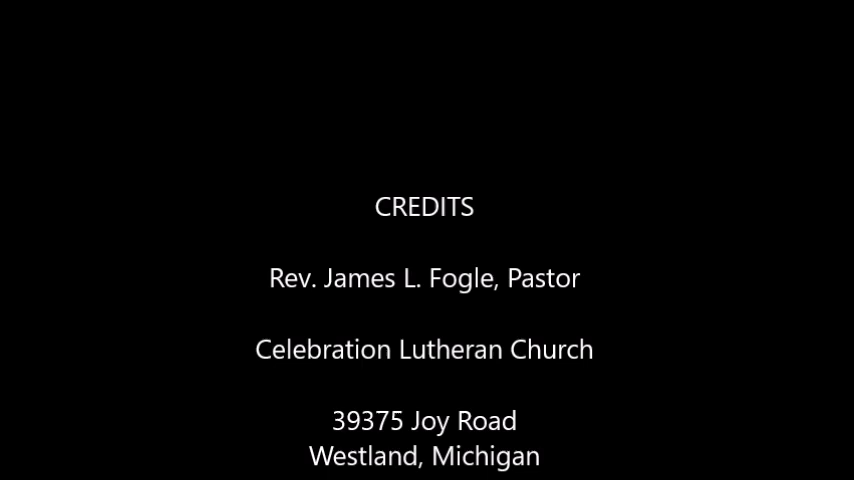 CREDITS
Rev. James L. Fogle, Pastor
Celebration Lutheran Church
39375 Joy Road
Westland, Michigan